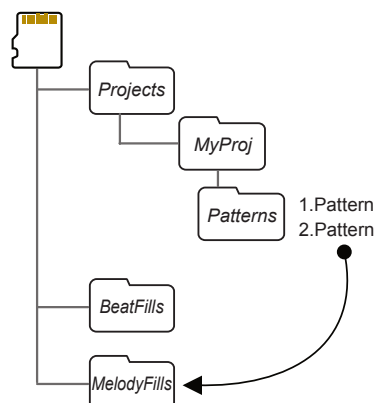 Projects
MyProj
Patterns
1.Pattern
2.Pattern
BeatFills
MelodyFills